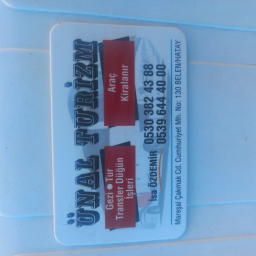 ÜNAL TURİZM
Gezi • Tur
Transfer Düğün
İşleri
Araç
Kiralanır
İsa ÖZDEMİR
0530 382 43 88
0539 644 40 00
Mareşal Çakmak Cd. Cumhuriyet Mh. No: 130 BELEN/HATAY